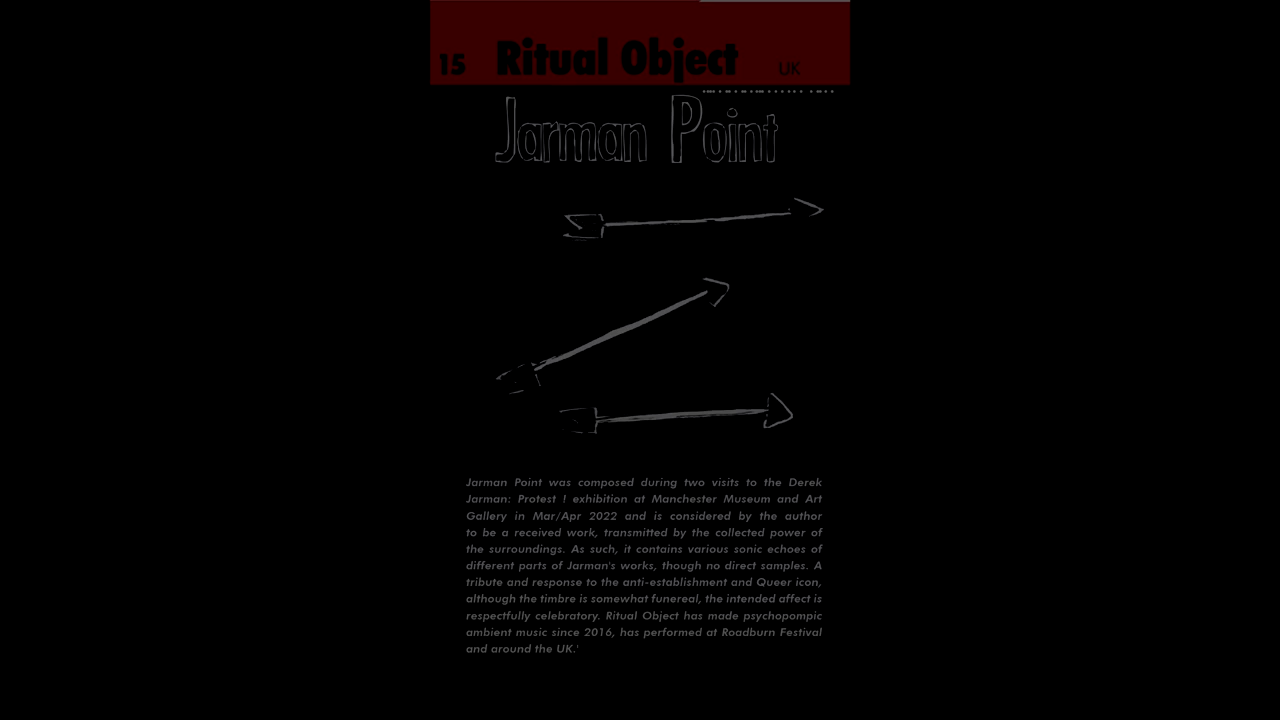 15 Ritual Object UK
Jarman Point
Jarman Point was composed during two visits to the Derek
Jarman: Protest ! exhibition at Manchester Museum and Art
Gallery in Mar/Apr 2022 and is considered by the author
to be a received work, transmitted by the collected power of
the surroundings. As such, it contains various sonic echoes of
different parts of Jarman's works, though no direct samples. A
tribute and response to the anti-establishment and Queer icon,
although the timbre is somewhat funereal, the intended affect is
respectfully celebratory. Ritual Object has made psychopompic
ambient music since 2016, has performed at Roadburn Festival
and around the UK.'